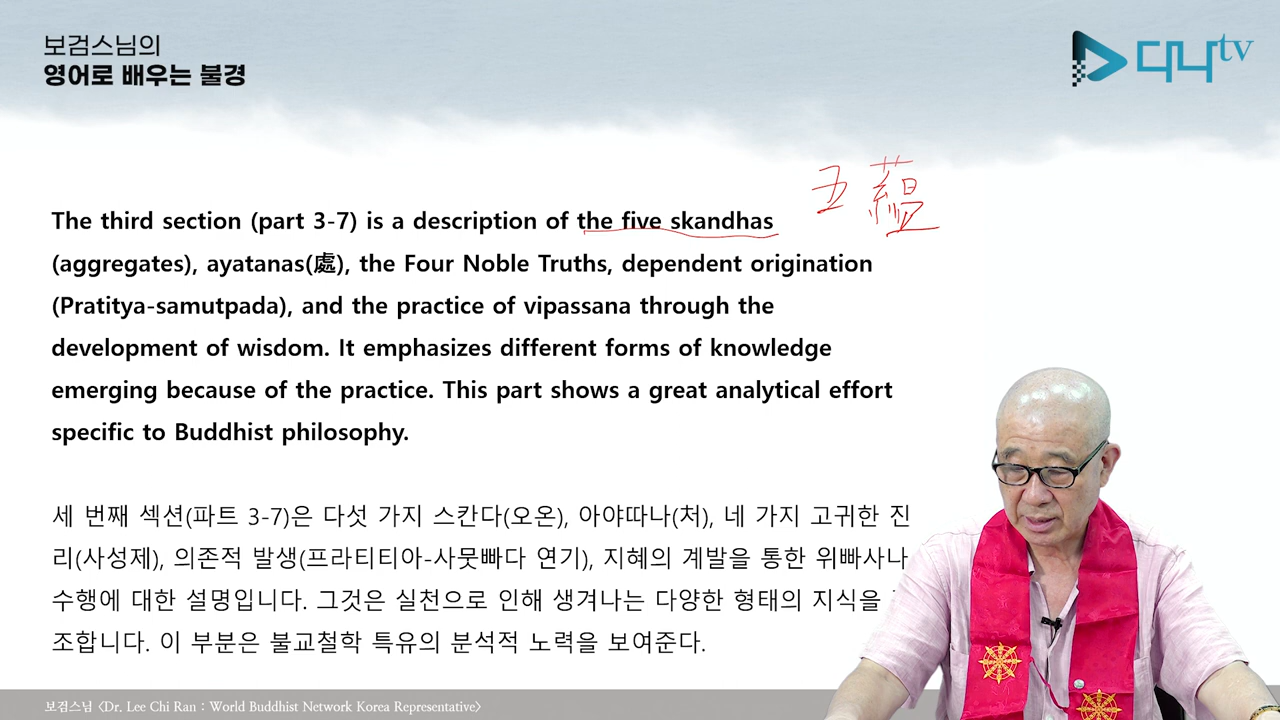 보검스님의
영어로 배우는 불경
디나tv
五蘊
The third section (part 3-7) is a description of the five skandhas
(aggregates), ayatanas(處), the Four Noble Truths, dependent origination
(Pratitya-samutpada), and the practice of vipassana through the
development of wisdom. It emphasizes different forms of knowledge
emerging because of the practice. This part shows a great analytical effort
specific to Buddhist philosophy.
세 번째 섹션(파트 3-7)은 다섯 가지 스칸다(오온), 아야따나(처), 네 가지 고귀한 진
리(사성제), 의존적 발생(프라티티아-사뭇빠다 연기), 지혜의 계발을 통한 위빠사나
수행에 대한 설명입니다. 그것은 실천으로 인해 생겨나는 다양한 형태의 지식을
조합니다. 이 부분은 불교철학 특유의 분석적 노력을 보여준다.
보검스님 <Dr. Lee Chi Ran : World Buddhist Network Korea Representative>